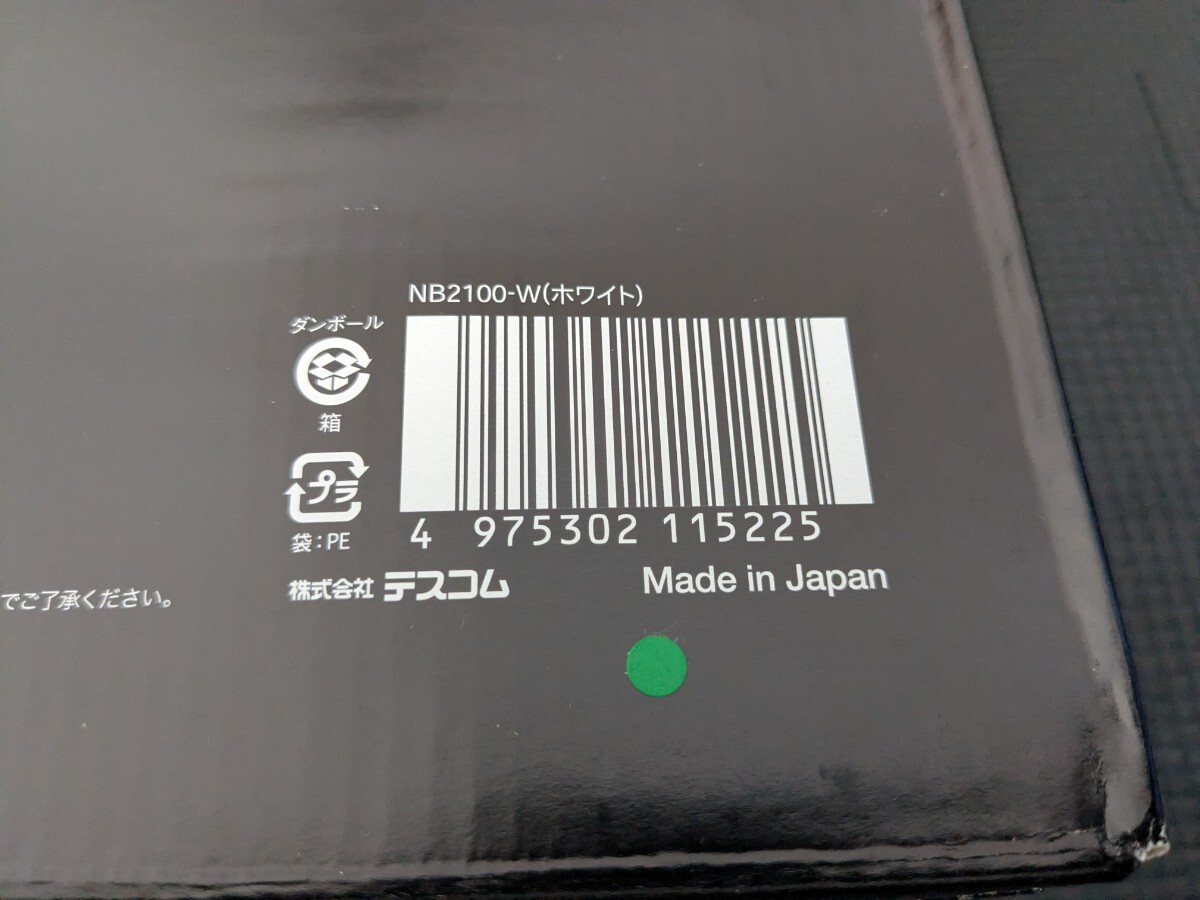 NB2100-W(ホワイト)
ダンボール
箱
プラ
袋:PE
4 975302 115225
株式会社 テスコム
Made in Japan
でご了承ください。